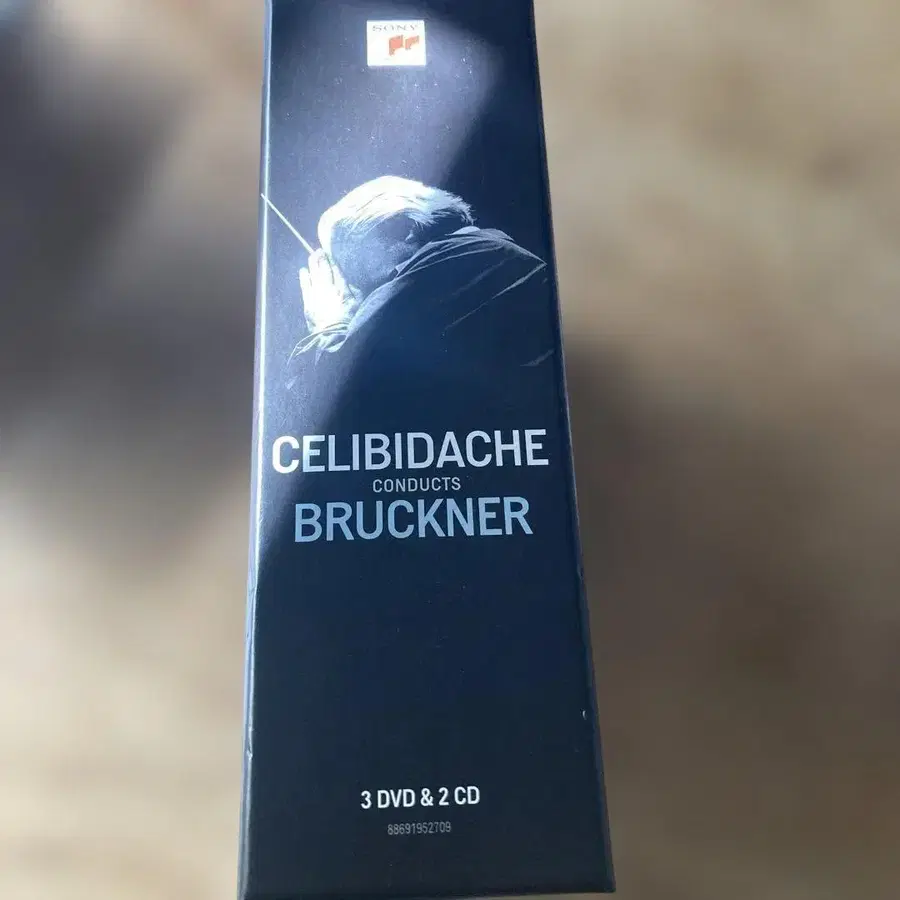 SONY
CELIBIDACHE
CONDUCTS
BRUCKNER
3 DVD & 2 CD
88691952709